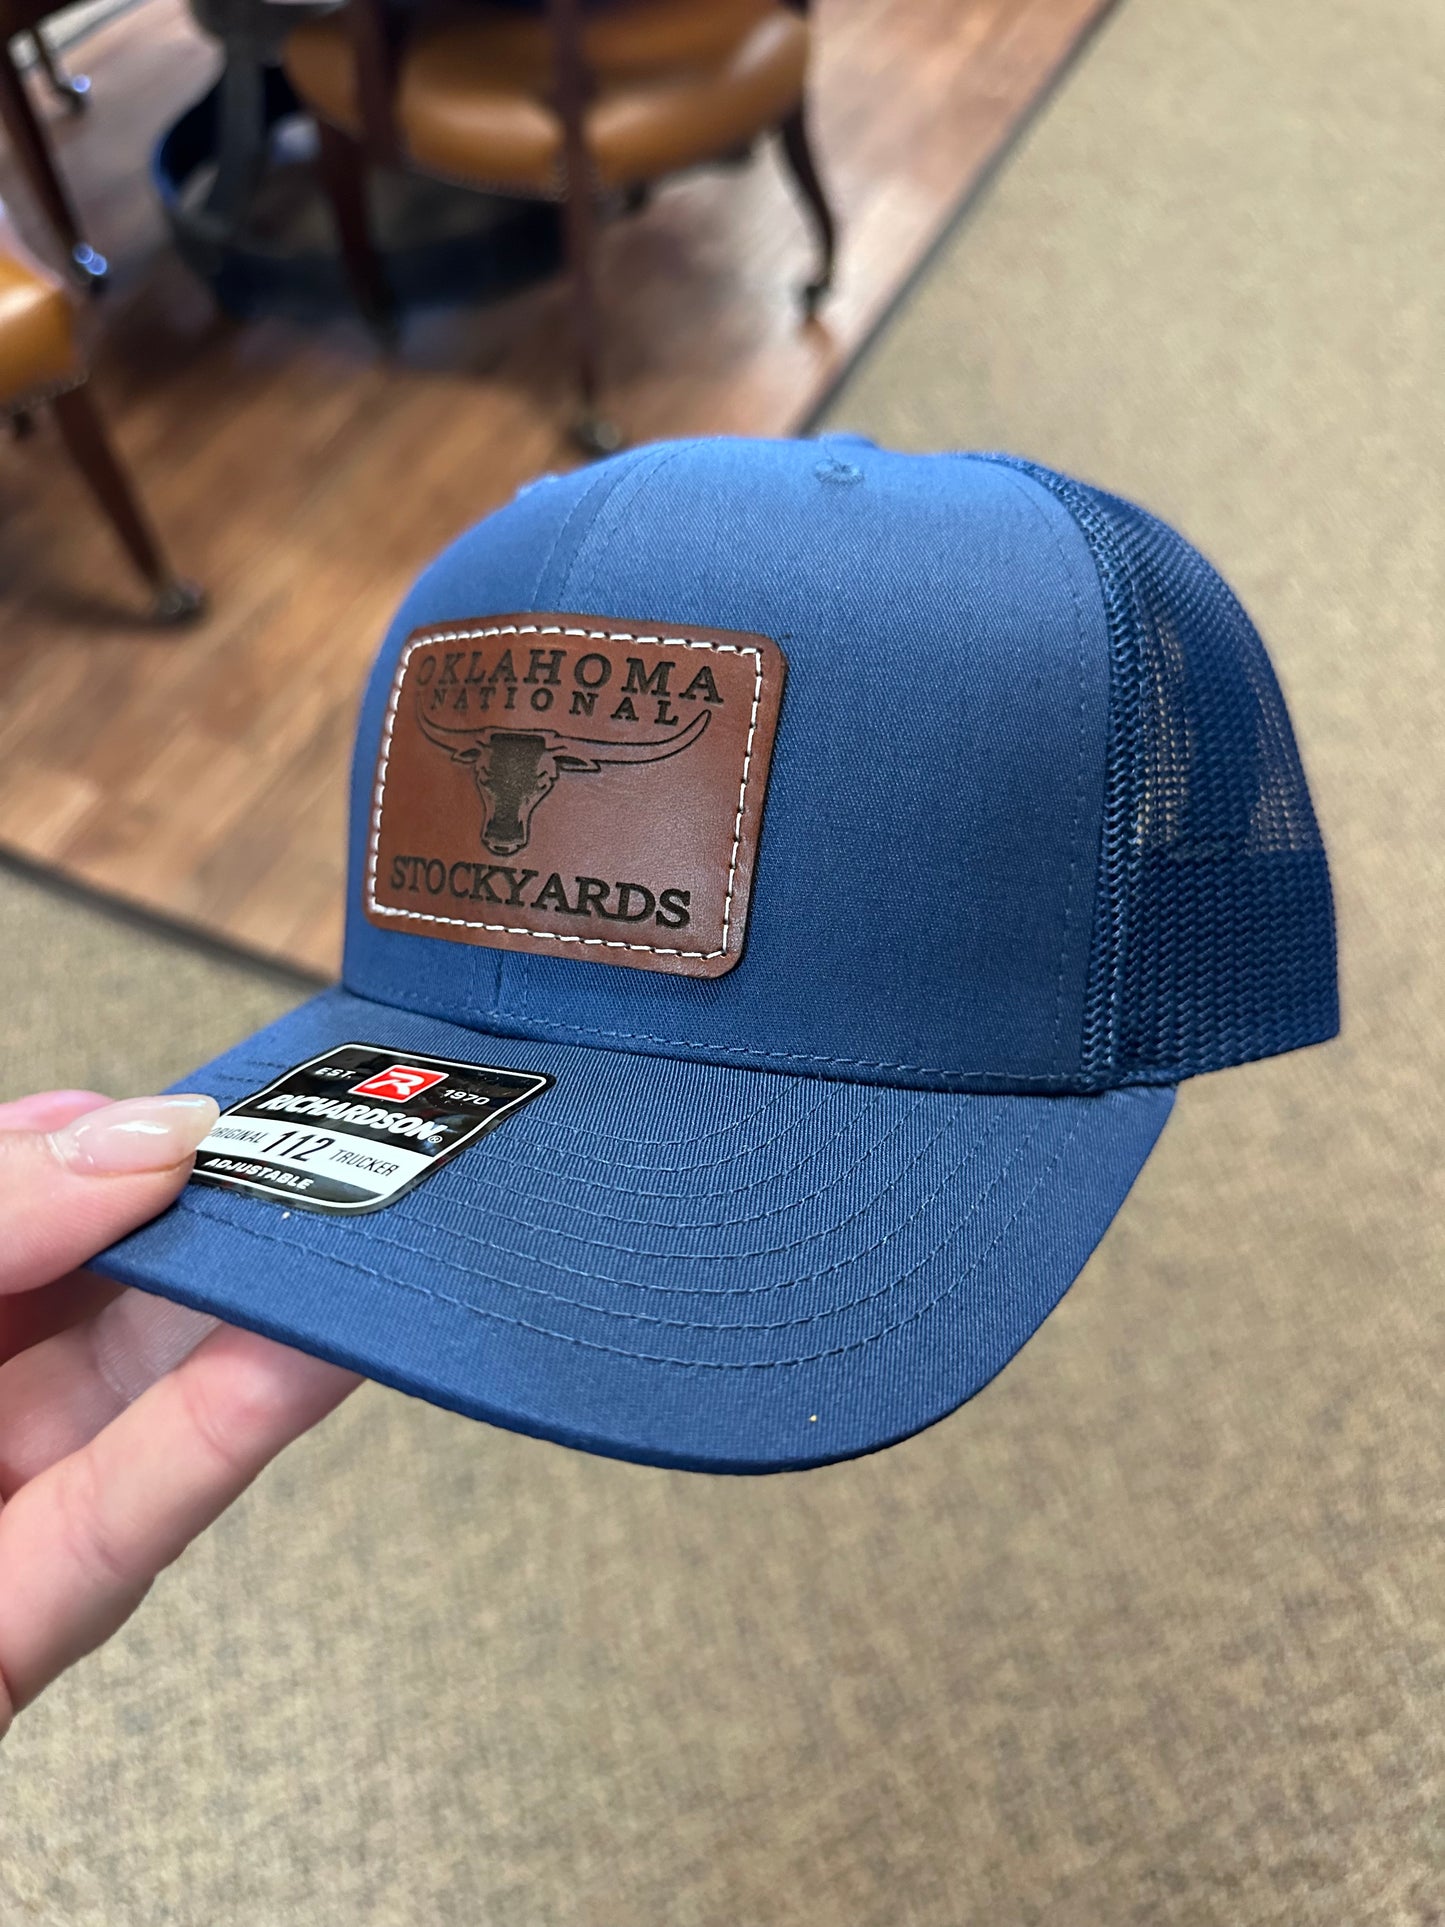 OKLAHOMA
NATIONAL
STOCKYARDS
EST. R 1970
RICHARDSON®
ORIGINAL 112 TRUCKER
ADJUSTABLE